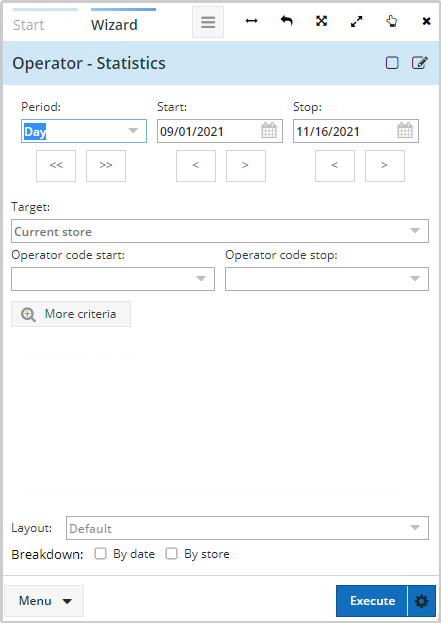 Start Wizard
Operator - Statistics
Period: Start: Stop:
Day 09/01/2021 11/16/2021
<< >> < > < >
Target:
Current store
Operator code start: Operator code stop:
More criteria
Layout: Default
Breakdown: By date By store
Menu Execute